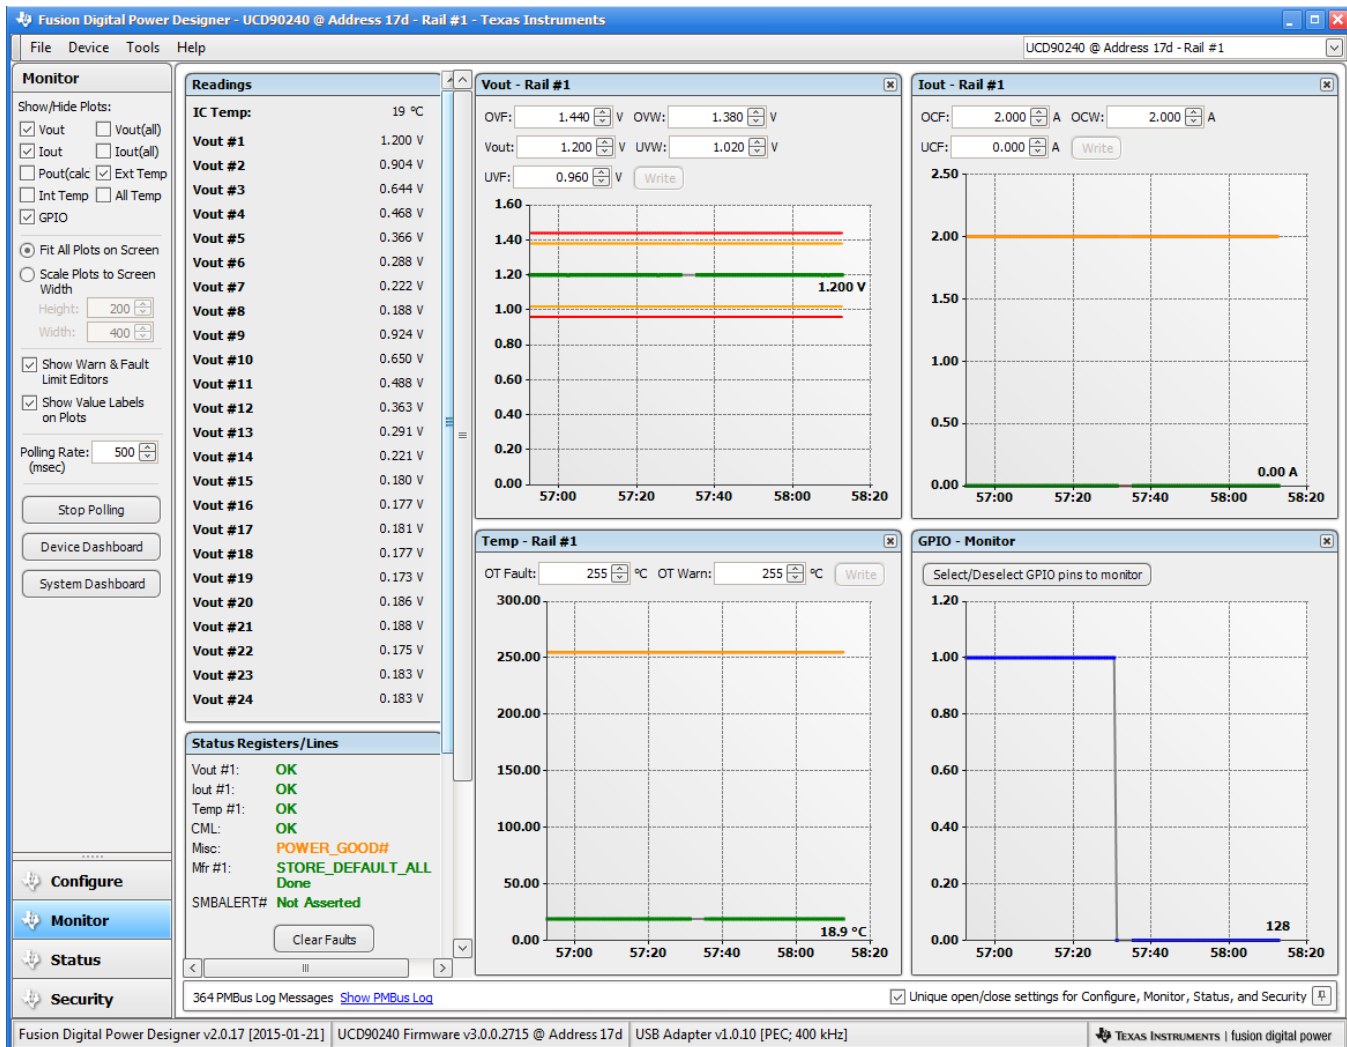 Fusion Digital Power Designer - UCD90240 @ Address 17d - Rail #1 - Texas Instruments
File Device Tools Help
UCD90240 @ Address 17d - Rail #1
Monitor
Show/Hide Plots:
Vout Vout(all)
Iout Iout(all)
Pout(calc Ext Temp
Int Temp All Temp
GPIO
Fit All Plots on Screen
Scale Plots to Screen
Width
Height: 200
Width: 400
Show Warn & Fault
Limit Editors
Show Value Labels
on Plots
Polling Rate: 500
(msec)
Stop Polling
Device Dashboard
System Dashboard
Configure
Monitor
Status
Security
Readings
IC Temp: 19 °C
Vout #1 1.200 V
Vout #2 0.904 V
Vout #3 0.644 V
Vout #4 0.468 V
Vout #5 0.366 V
Vout #6 0.288 V
Vout #7 0.222 V
Vout #8 0.188 V
Vout #9 0.924 V
Vout #10 0.650 V
Vout #11 0.488 V
Vout #12 0.363 V
Vout #13 0.291 V
Vout #14 0.221 V
Vout #15 0.180 V
Vout #16 0.177 V
Vout #17 0.181 V
Vout #18 0.177 V
Vout #19 0.173 V
Vout #20 0.186 V
Vout #21 0.188 V
Vout #22 0.175 V
Vout #23 0.183 V
Vout #24 0.183 V
Status Registers/Lines
Vout #1: OK
Iout #1: OK
Temp #1: OK
CML: OK
Misc: POWER_GOOD#
Mfr #1: STORE_DEFAULT_ALL
Done
SMBALERT# Not Asserted
Clear Faults
Vout - Rail #1
OVF: 1.440 V OVW: 1.380 V
Vout: 1.200 V UVW: 1.020 V
UVF: 0.960 V Write
1.60
1.40
1.20
1.200 V
1.00
0.80
0.60
0.40
0.20
0.00
57:00 57:20 57:40 58:00 58:20
Iout - Rail #1
OCF: 2.000 A OCW: 2.000 A
UCF: 0.000 A Write
2.50
2.00
1.50
1.00
0.50
0.00 A
0.00
57:00 57:20 57:40 58:00 58:20
Temp - Rail #1
OT Fault: 255 °C OT Warn: 255 °C Write
300.00
250.00
200.00
150.00
100.00
50.00
18.9 °C
0.00
57:00 57:20 57:40 58:00 58:20
GPIO - Monitor
Select/Deselect GPIO pins to monitor
1.20
1.00
0.80
0.60
0.40
0.20
128
0.00
57:00 57:20 57:40 58:00 58:20
364 PMBus Log Messages Show PMBus Log
Unique open/close settings for Configure, Monitor, Status, and Security
Fusion Digital Power Designer v2.0.17 [2015-01-21] UCD90240 Firmware v3.0.0.2715 @ Address 17d USB Adapter v1.0.10 [PEC; 400 kHz] TEXAS INSTRUMENTS | fusion digital power